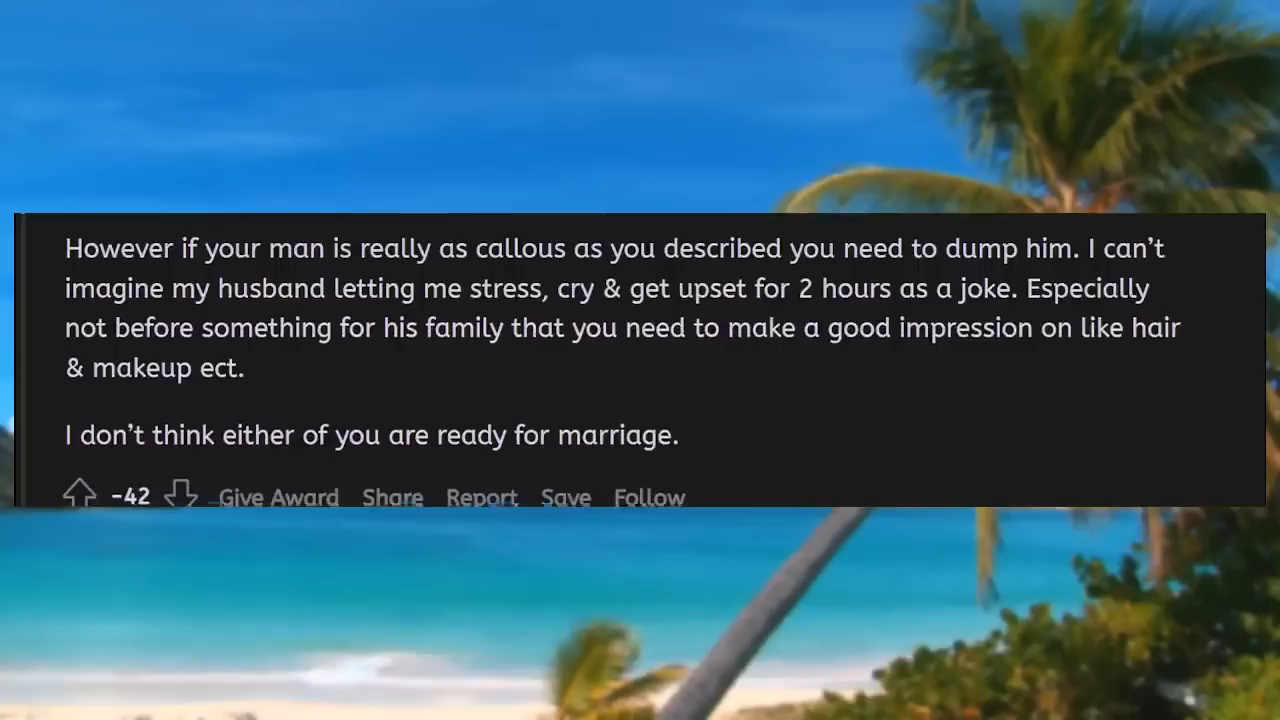 However if your man is really as callous as you described you need to dump him. I can’t
imagine my husband letting me stress, cry & get upset for 2 hours as a joke. Especially
not before something for his family that you need to make a good impression on like hair
& makeup ect.
I don’t think either of you are ready for marriage.
-42 Give Award Share Report Save Follow